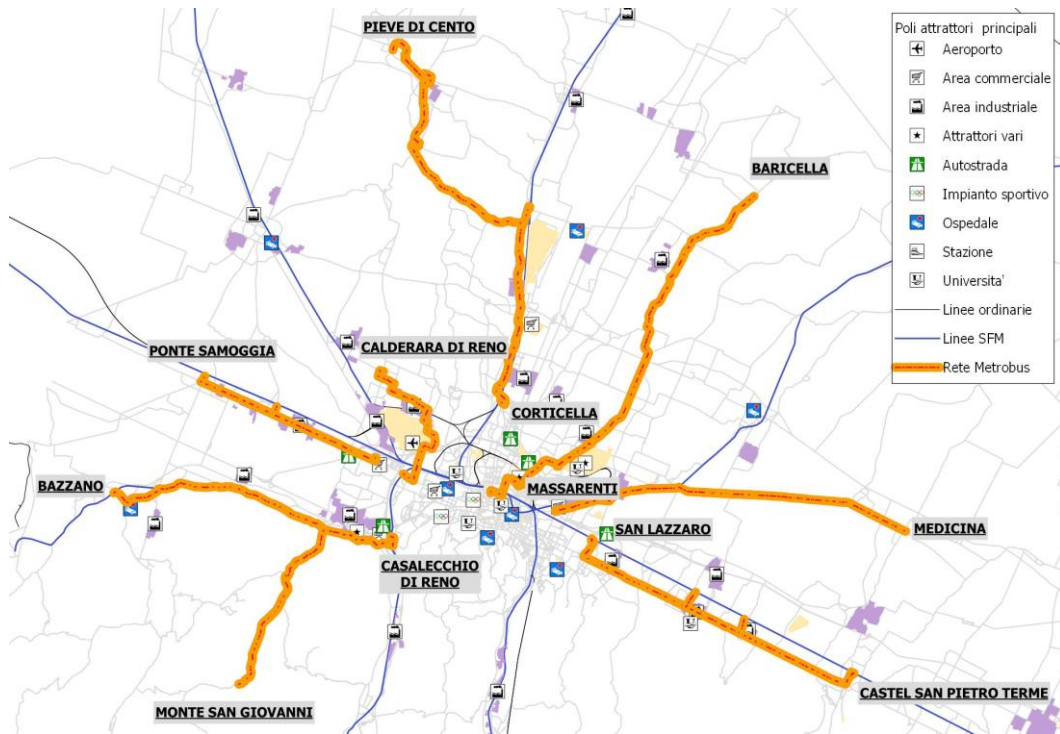 PIEVE DI CENTO
BARICELLA
PONTE SAMOGGIA
CALDERARA DI RENO
CORTICELLA
BAZZANO
MASSARENTI
SAN LAZZARO
MEDICINA
CASALECCHIO
DI RENO
MONTE SAN GIOVANNI
CASTEL SAN PIETRO TERME
Poli attrattori principali
Aeroporto
Area commerciale
Area industriale
Attrattori vari
Autostrada
Impianto sportivo
Ospedale
Stazione
Universita'
Linee ordinarie
Linee SFM
Rete Metrobus